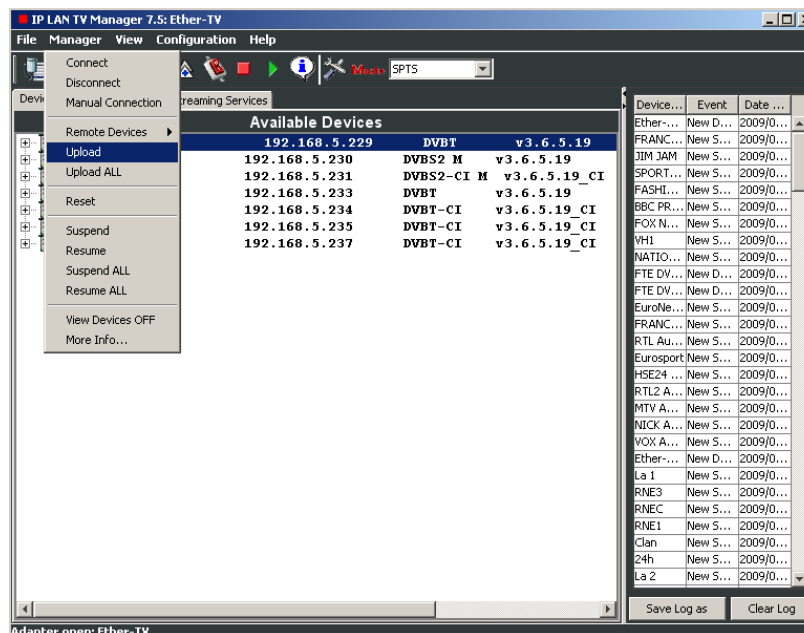 IP LAN TV Manager 7.5: Ether-TV
File Manager View Configuration Help
Mode SPTS
Connect
Disconnect
Manual Connection
Remote Devices
Upload
Upload ALL
Reset
Suspend
Resume
Suspend ALL
Resume ALL
View Devices OFF
More Info...
Devic
reaming Services
Available Devices
192.168.5.229 DVBT v3.6.5.19
192.168.5.230 DVBS2 M v3.6.5.19
192.168.5.231 DVBS2-CI M v3.6.5.19_CI
192.168.5.233 DVBT v3.6.5.19
192.168.5.234 DVBT-CI v3.6.5.19_CI
192.168.5.235 DVBT-CI v3.6.5.19_CI
192.168.5.237 DVBT-CI v3.6.5.19_CI
Device... Event Date ...
Ether-... New D... 2009/0...
FRANC... New S... 2009/0...
JIM JAM New S... 2009/0...
SPORT... New S... 2009/0...
FASHI... New S... 2009/0...
BBC PR... New S... 2009/0...
FOX N... New S... 2009/0...
VH1 New S... 2009/0...
NATIO... New S... 2009/0...
FTE DV... New D... 2009/0...
FTE DV... New D... 2009/0...
EuroNe... New S... 2009/0...
FRANC... New S... 2009/0...
RTL Au... New S... 2009/0...
Eurosport New S... 2009/0...
HSE24 ... New S... 2009/0...
RTL2 A... New S... 2009/0...
MTV A... New S... 2009/0...
NICK A... New S... 2009/0...
VOX A... New S... 2009/0...
Ether-... New D... 2009/0...
La 1 New S... 2009/0...
RNE3 New S... 2009/0...
RNEC New S... 2009/0...
RNE1 New S... 2009/0...
Clan New S... 2009/0...
24h New S... 2009/0...
La 2 New S... 2009/0...
Save Log as Clear Log
Adapter open: Ether-TV